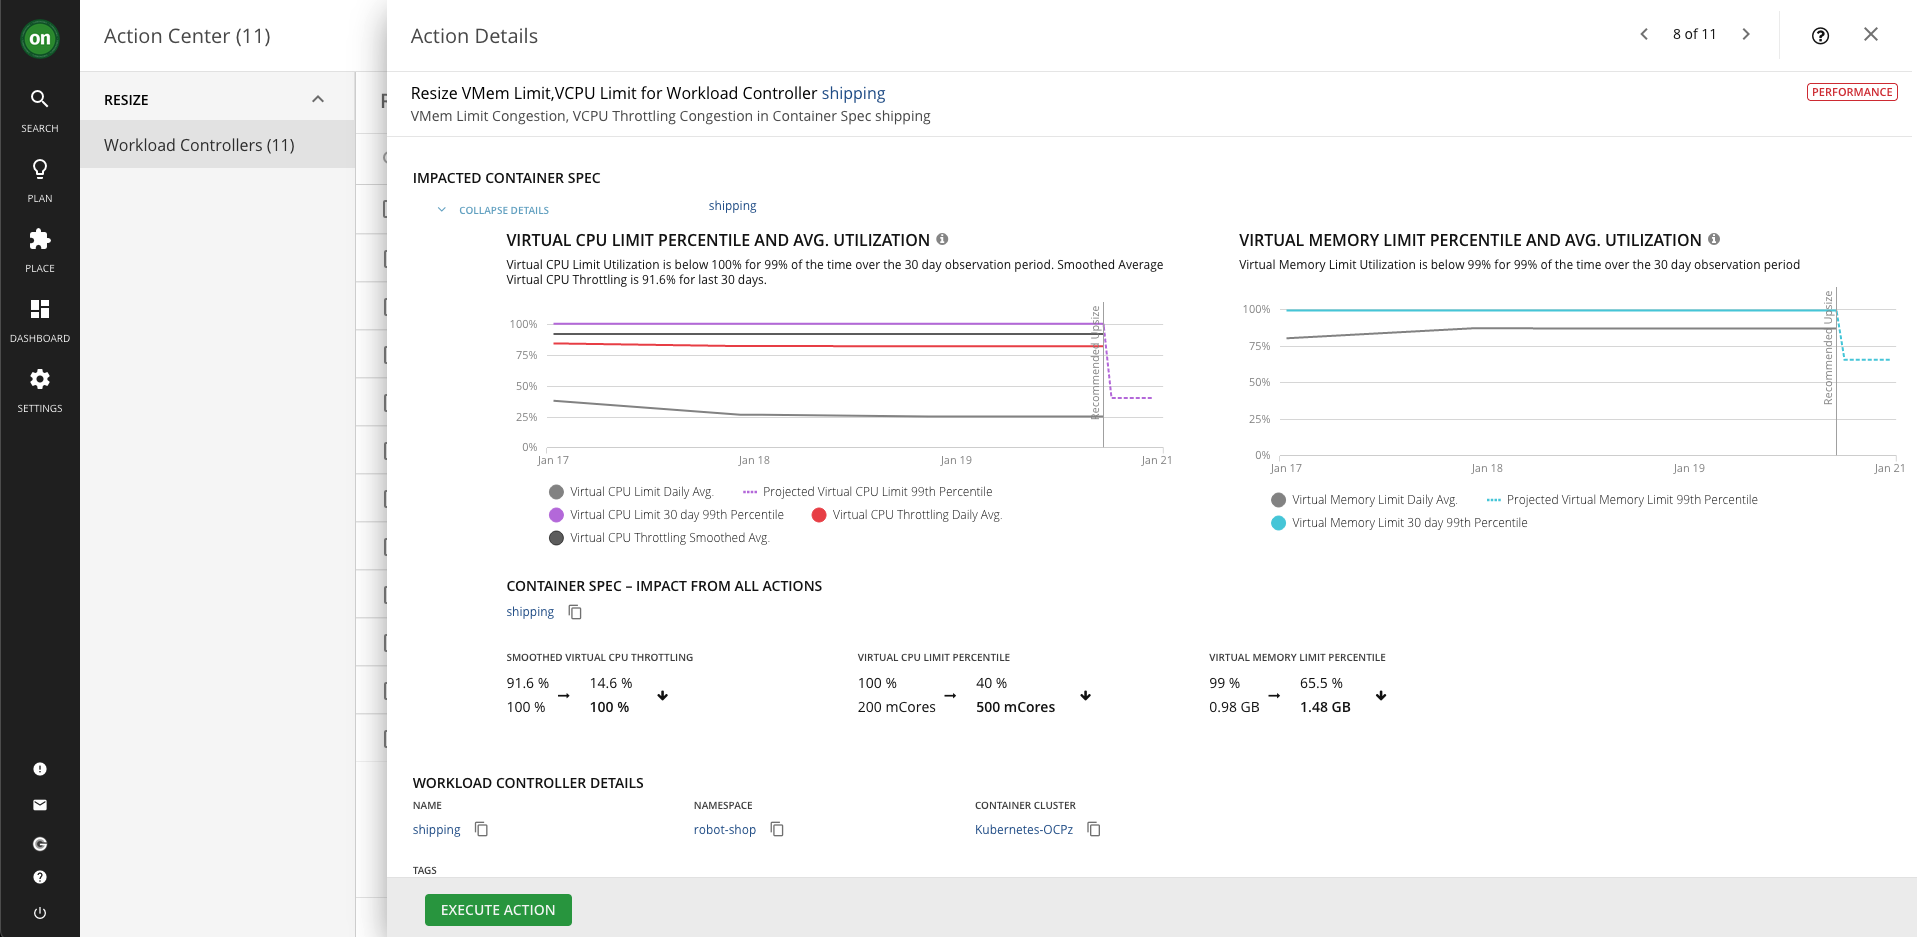 on
SEARCH
PLAN
PLACE
DASHBOARD
SETTINGS
Action Center (11)
RESIZE
Workload Controllers (11)
Action Details
8 of 11
Resize VMem Limit,VCPU Limit for Workload Controller shipping
PERFORMANCE
VMem Limit Congestion, VCPU Throttling Congestion in Container Spec shipping
IMPACTED CONTAINER SPEC
COLLAPSE DETAILS
shipping
VIRTUAL CPU LIMIT PERCENTILE AND AVG. UTILIZATION
Virtual CPU Limit Utilization is below 100% for 99% of the time over the 30 day observation period. Smoothed Average
Virtual CPU Throttling is 91.6% for last 30 days.
100%
75%
50%
25%
0%
Recommended Upsize
Jan 17 Jan 18 Jan 19 Jan 21
Virtual CPU Limit Daily Avg. Projected Virtual CPU Limit 99th Percentile
Virtual CPU Limit 30 day 99th Percentile Virtual CPU Throttling Daily Avg.
Virtual CPU Throttling Smoothed Avg.
VIRTUAL MEMORY LIMIT PERCENTILE AND AVG. UTILIZATION
Virtual Memory Limit Utilization is below 99% for 99% of the time over the 30 day observation period
100%
75%
50%
25%
0%
Recommended Upsize
Jan 17 Jan 18 Jan 19 Jan 21
Virtual Memory Limit Daily Avg. Projected Virtual Memory Limit 99th Percentile
Virtual Memory Limit 30 day 99th Percentile
CONTAINER SPEC – IMPACT FROM ALL ACTIONS
shipping
SMOOTHED VIRTUAL CPU THROTTLING
91.6 % → 14.6 %
100 % 100 %
VIRTUAL CPU LIMIT PERCENTILE
100 % → 40 %
200 mCores 500 mCores
VIRTUAL MEMORY LIMIT PERCENTILE
99 % → 65.5 %
0.98 GB 1.48 GB
WORKLOAD CONTROLLER DETAILS
NAME NAMESPACE CONTAINER CLUSTER
shipping robot-shop Kubernetes-OCPz
TAGS
EXECUTE ACTION